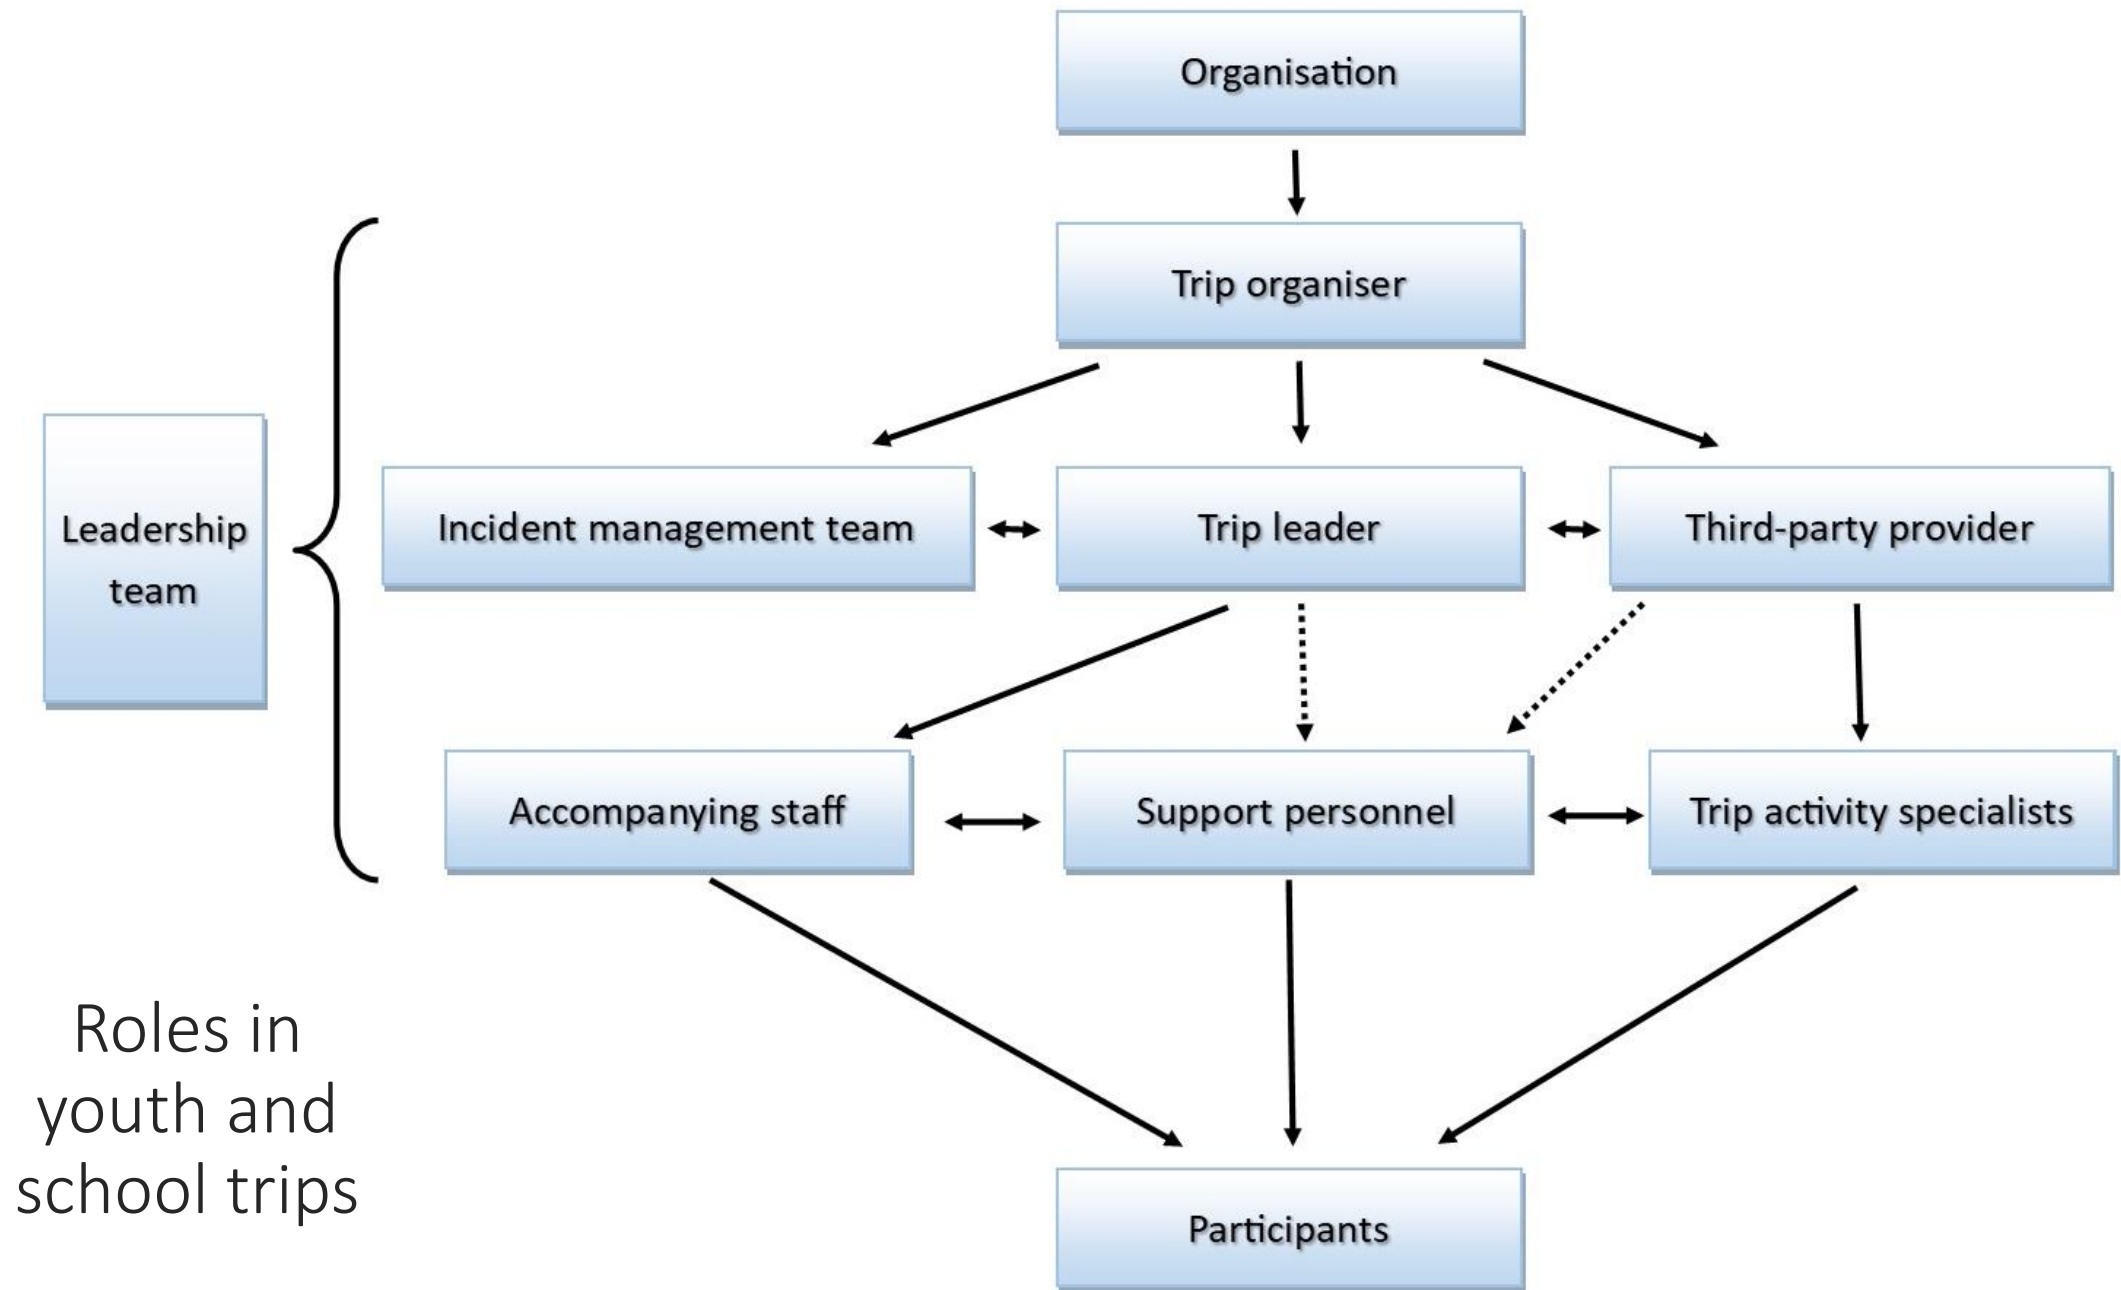 Organisation
Trip organiser
Leadership
team
Incident management team
Trip leader
Third-party provider
Accompanying staff
Support personnel
Trip activity specialists
Roles in
youth and
school trips
Participants